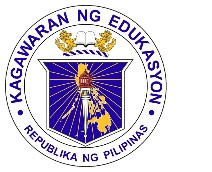 KAGAWARAN NG EDUKASYON
REPUBLIKA NG PILIPINAS